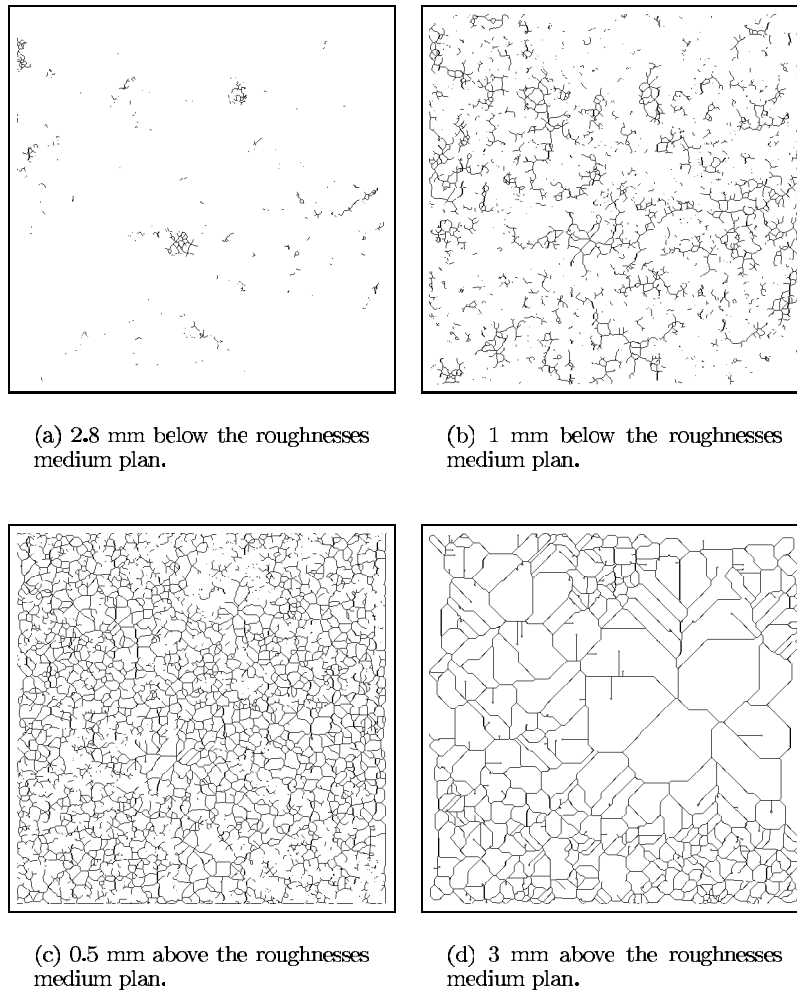 (a) 2.8 mm below the roughnesses
medium plan.
(b) 1 mm below the roughnesses
medium plan.
(c) 0.5 mm above the roughnesses
medium plan.
(d) 3 mm above the roughnesses
medium plan.